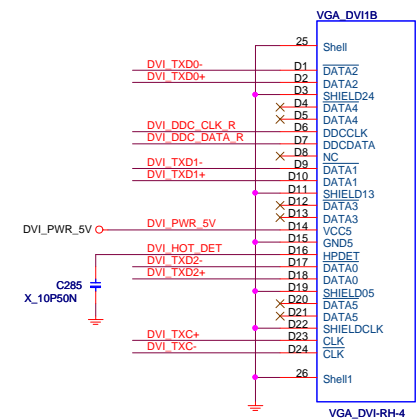 VGA_DVI1B
25 Shell
DVI_TXD0- D1 DATA2
DVI_TXD0+ D2 DATA2
D3 SHIELD24
D4 DATA4
D5 DATA4
DVI_DDC_CLK_R D6 DDCCLK
DVI_DDC_DATA_R D7 DDCDATA
D8 NC
DVI_TXD1- D9 DATA1
DVI_TXD1+ D10 DATA1
D11 SHIELD13
D12 DATA3
D13 DATA3
DVI_PWR_5V DVI_PWR_5V D14 VCC5
D15 GND5
DVI_HOT_DET D16 HPDET
DVI_TXD2- D17 DATA0
DVI_TXD2+ D18 DATA0
D19 SHIELD05
C285
X_10P50N
D20 DATA5
D21 DATA5
D22 SHIELDCLK
DVI_TXC+ D23 CLK
DVI_TXC- D24 CLK
26 Shell1
VGA_DVI-RH-4